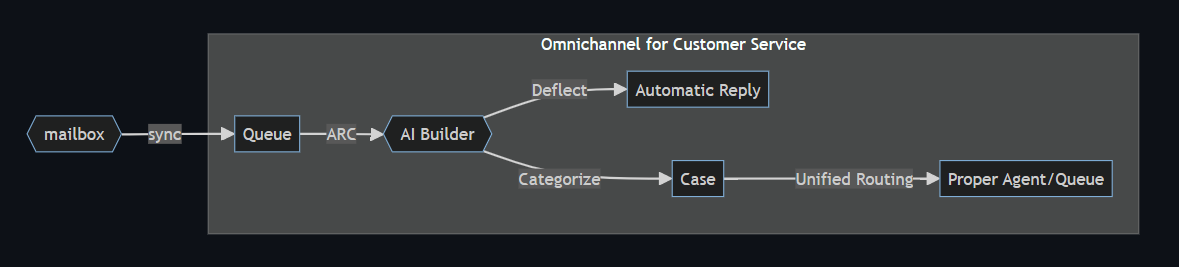 Omnichannel for Customer Service
mailbox
sync
Queue
ARC
AI Builder
Deflect
Automatic Reply
Categorize
Case
Unified Routing
Proper Agent/Queue